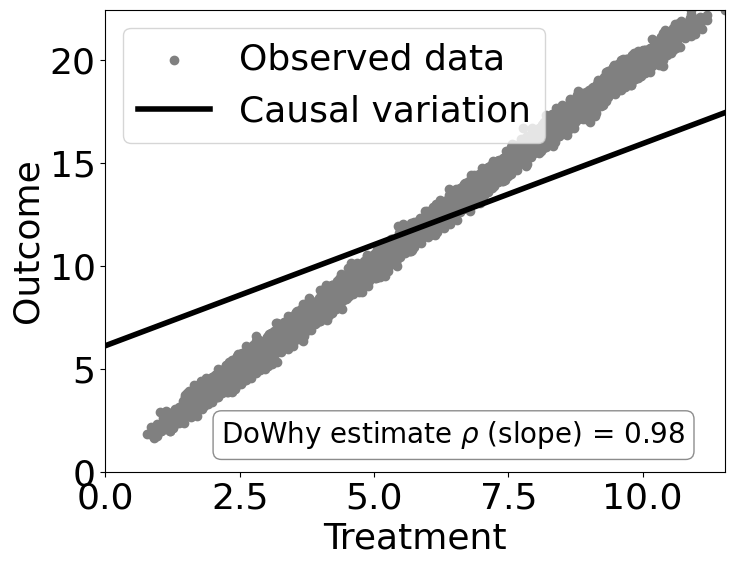 Observed data
Causal variation
20
15
10
5
0
Outcome
DoWhy estimate ρ (slope) = 0.98
0.0 2.5 5.0 7.5 10.0
Treatment